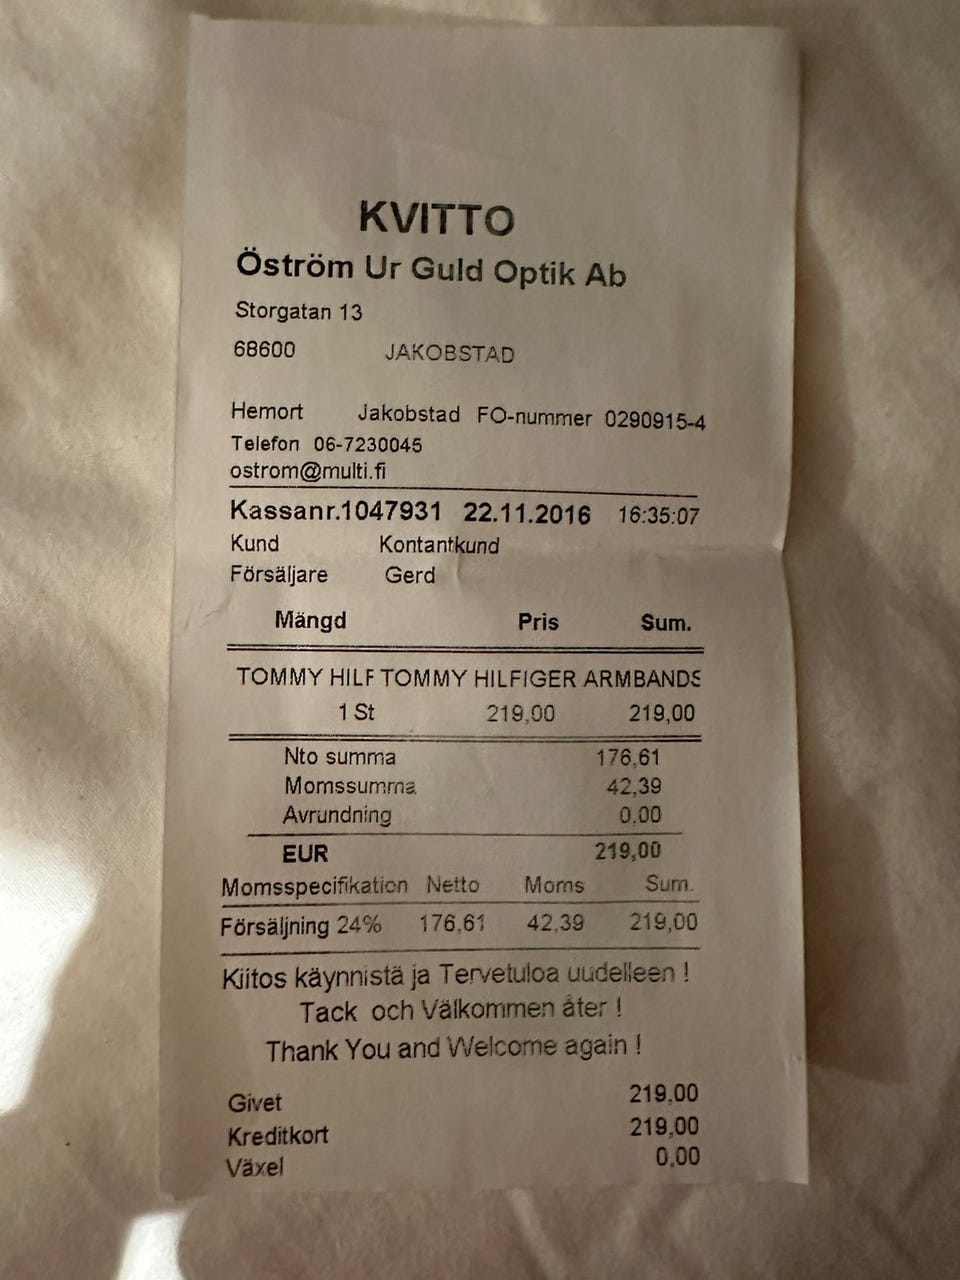 KVITTO
Öström Ur Guld Optik Ab
Storgatan 13
68600 JAKOBSTAD
Hemort Jakobstad FO-nummer 0290915-4
Telefon 06-7230045
ostrom@multi.fi
Kassanr.1047931 22.11.2016 16:35:07
Kund Kontantkund
Försäljare Gerd
Mängd Pris Sum.
TOMMY HILF TOMMY HILFIGER ARMBANDS
1 St 219,00 219,00
Nto summa 176,61
Momssumma 42,39
Avrundning 0.00
EUR 219,00
Momsspecifikation Netto Moms Sum.
Försäljning 24% 176,61 42,39 219,00
Kiitos käynnistä ja Tervetuloa uudelleen !
Tack och Välkommen åter !
Thank You and Welcome again !
Givet 219,00
Kreditkort 219,00
Växel 0,00